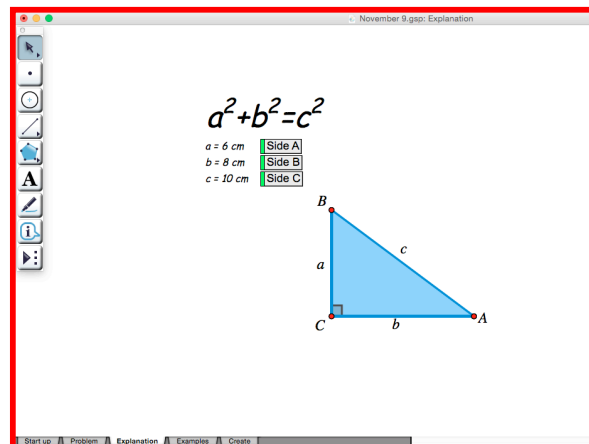 November 9.gsp: Explanation
a²+b²=c²
a = 6 cm Side A
b = 8 cm Side B
c = 10 cm Side C
B
a c
C b A
A
i
Start up Problem Explanation Examples Create